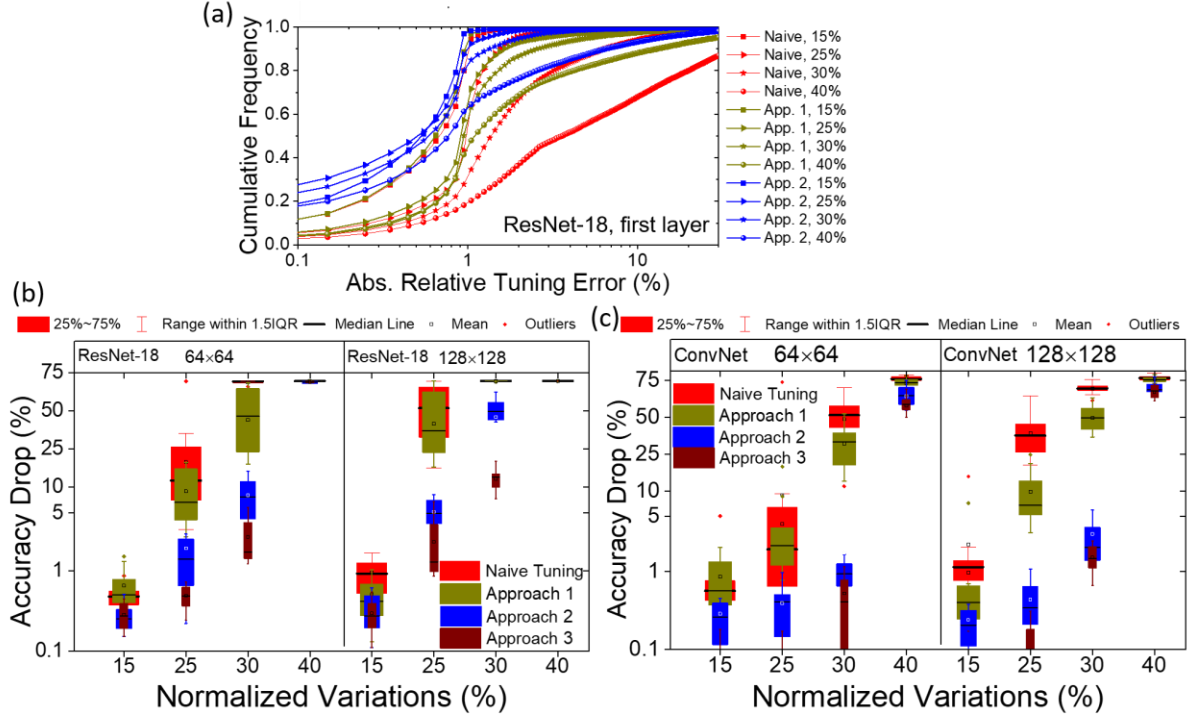 (a)
Cumulative Frequency
1.0
0.8
0.6
0.4
0.2
0.0
0.1
1
10
Abs. Relative Tuning Error (%)
ResNet-18, first layer
Naive, 15%
Naive, 25%
Naive, 30%
Naive, 40%
App. 1, 15%
App. 1, 25%
App. 1, 30%
App. 1, 40%
App. 2, 15%
App. 2, 25%
App. 2, 30%
App. 2, 40%
(b)
25%~75% Range within 1.5IQR Median Line Mean Outliers
ResNet-18 64×64
ResNet-18 128×128
Accuracy Drop (%)
75
50
25
10
5
1
0.1
Naive Tuning
Approach 1
Approach 2
Approach 3
15 25 30 40 15 25 30 40
Normalized Variations (%)
(c)
25%~75% Range within 1.5IQR Median Line Mean Outliers
ConvNet 64×64
ConvNet 128×128
Accuracy Drop (%)
75
50
25
10
5
1
0.1
Naive Tuning
Approach 1
Approach 2
Approach 3
15 25 30 40 15 25 30 40
Normalized Variations (%)